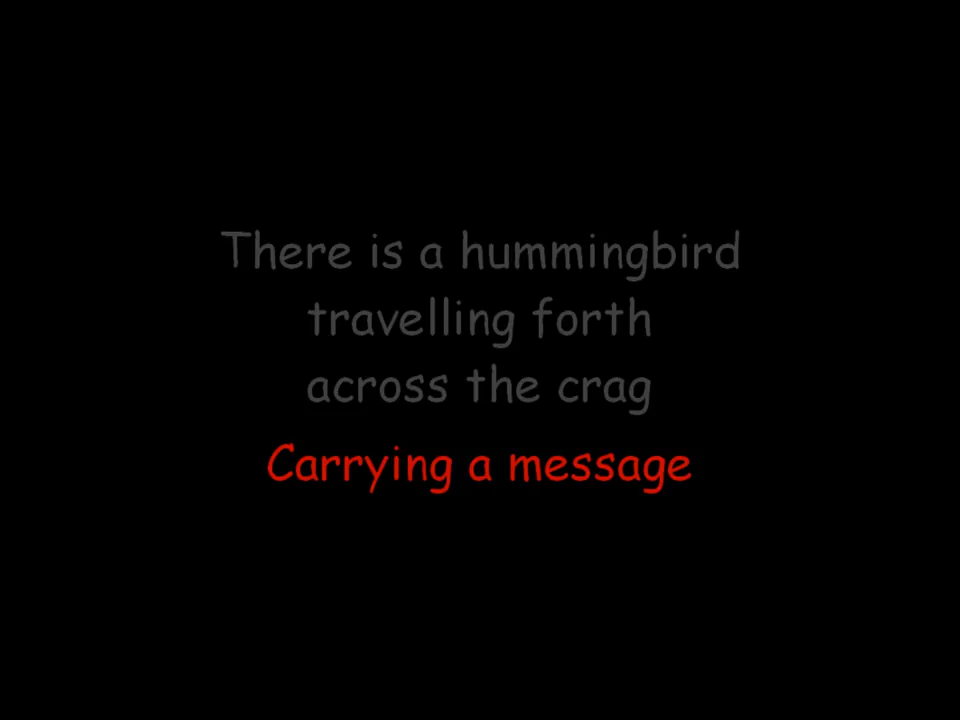 There is a hummingbird
travelling forth
across the crag
Carrying a message